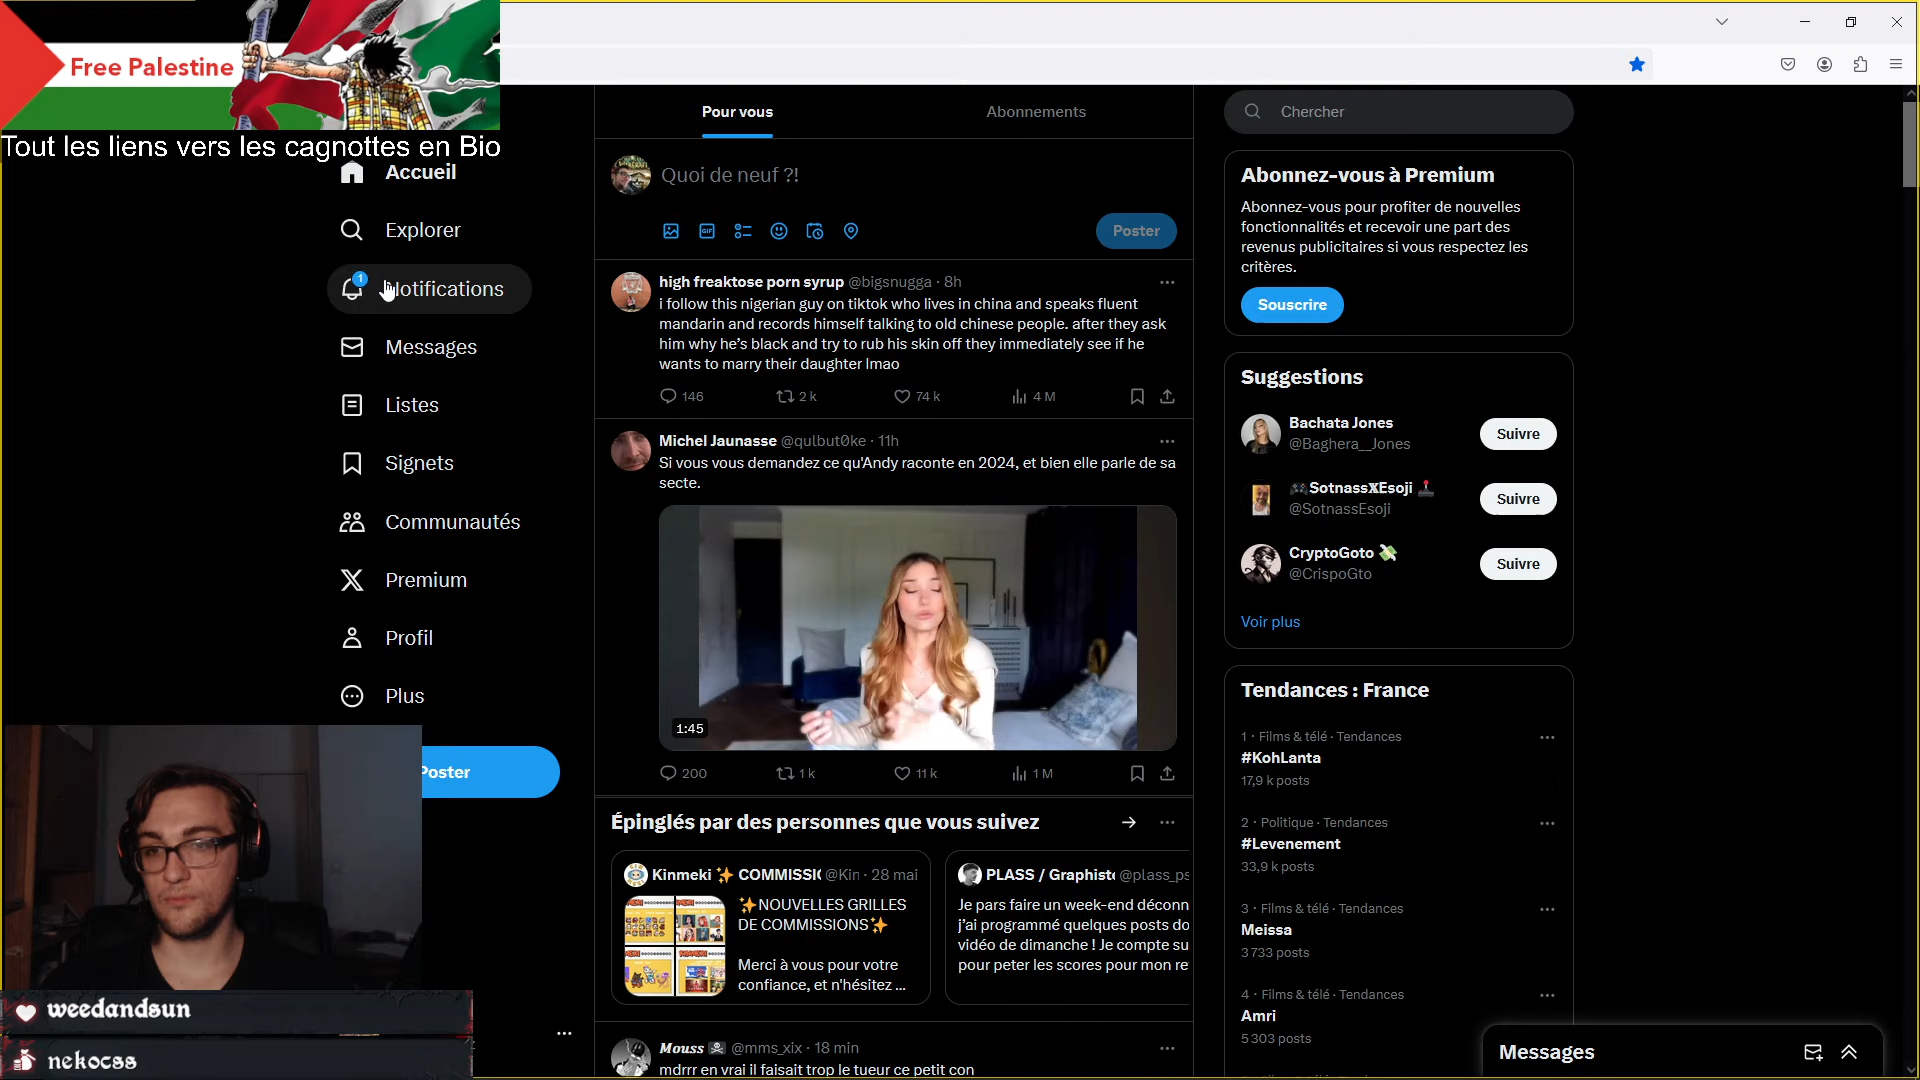 Free Palestine
Tout les liens vers les cagnottes en Bio
Accueil
Explorer
1
Notifications
Messages
Listes
Signets
Communautés
Premium
Profil
Plus
Poster
weedandsun
nekocss
Pour vous
Abonnements
Quoi de neuf ?!
GIF
Poster
high freaktose porn syrup @bigsnugga · 8h
i follow this nigerian guy on tiktok who lives in china and speaks fluent
mandarin and records himself talking to old chinese people. after they ask
him why he's black and try to rub his skin off they immediately see if he
wants to marry their daughter lmao
146 2 k 74 k 4 M
Michel Jaunasse @qulbut0ke · 11h
Si vous vous demandez ce qu'Andy raconte en 2024, et bien elle parle de sa
secte.
1:45
200 1 k 11 k 1 M
Épinglés par des personnes que vous suivez
Kinmeki ✨ COMMISSI @Kin · 28 mai
✨NOUVELLES GRILLES
DE COMMISSIONS✨
Merci à vous pour votre
confiance, et n'hésitez ...
PLASS / Graphist @plass_ps
Je pars faire un week-end déconn
j'ai programmé quelques posts do
vidéo de dimanche ! Je compte su
pour peter les scores pour mon re
Mouss ☠️ @mms_xix · 18 min
mdrrr en vrai il faisait trop le tueur ce petit con
Chercher
Abonnez-vous à Premium
Abonnez-vous pour profiter de nouvelles
fonctionnalités et recevoir une part des
revenus publicitaires si vous respectez les
critères.
Souscrire
Suggestions
Bachata Jones
@Baghera__Jones
Suivre
🎮SotnassXEsoji 🕹️
@SotnassEsoji
Suivre
CryptoGoto 💸
@CrispoGto
Suivre
Voir plus
Tendances : France
1 · Films & télé · Tendances
#KohLanta
17,9 k posts
2 · Politique · Tendances
#Levenement
33,9 k posts
3 · Films & télé · Tendances
Meissa
3 733 posts
4 · Films & télé · Tendances
Amri
5 303 posts
Messages